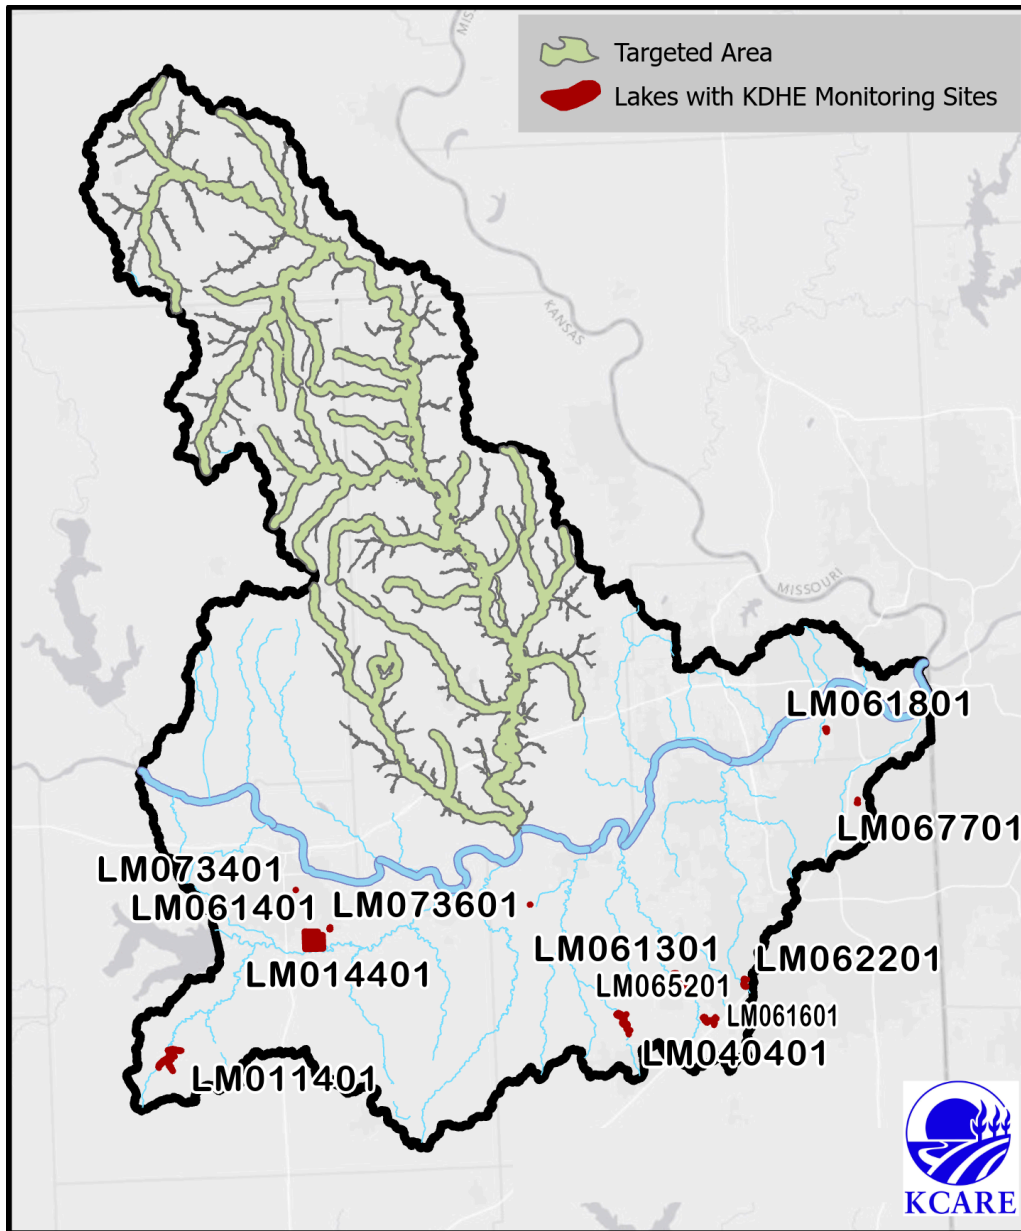 MIS
Targeted Area
Lakes with KDHE Monitoring Sites
KANSAS
MISSOURI
LM061801
LM067701
LM073401
LM061401
LM073601
LM014401
LM061301
LM062201
LM065201
LM061601
LM040401
LM011401
KCARE